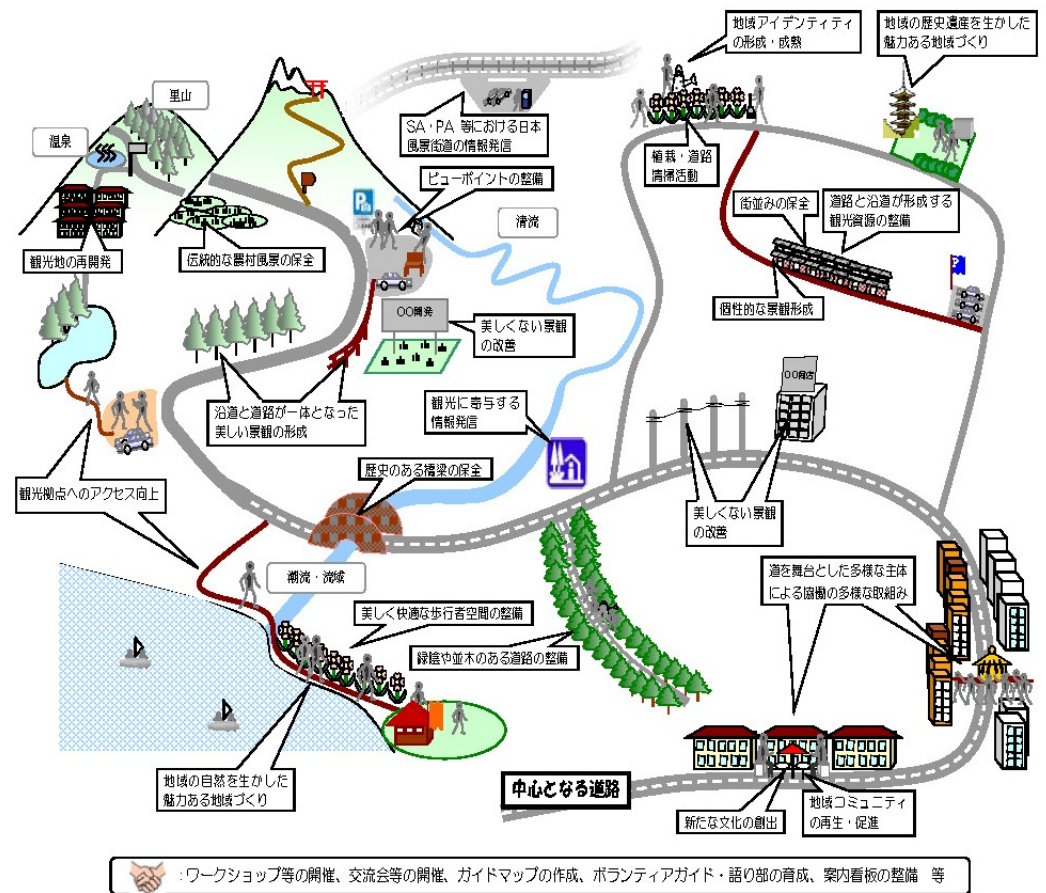 地域アイデンティティ
の形成・成熟
地域の歴史遺産を生かした
魅力ある地域づくり
里山
温泉
SA・PA 等における日本
風景街道の情報発信
植栽・道路
清掃活動
ビューポイントの整備
清流
街並みの保全
道路と沿道が形成する
観光資源の整備
観光地の再開発
伝統的な農村風景の保全
P
?
個性的な景観形成
〇〇開発
美しくない景観
の改善
〇〇商店
沿道と道路が一体となった
美しい景観の形成
観光に寄与する
情報発信
歴史のある橋梁の保全
観光拠点へのアクセス向上
美しくない景観
の改善
潮流・流域
道を舞台とした多様な主体
による協働の多様な取組み
美しく快適な歩行者空間の整備
緑陰や並木のある道路の整備
地域の自然を生かした
魅力ある地域づくり
中心となる道路
新たな文化の創出
地域コミュニティ
の再生・促進
:ワークショップ等の開催、交流会等の開催、ガイドマップの作成、ボランティアガイド・語り部の育成、案内看板の整備 等